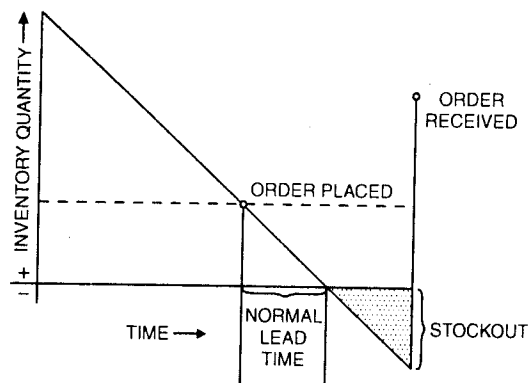 ORDER
RECEIVED
ORDER PLACED
INVENTORY QUANTITY
+
−
TIME
NORMAL
LEAD
TIME
STOCKOUT